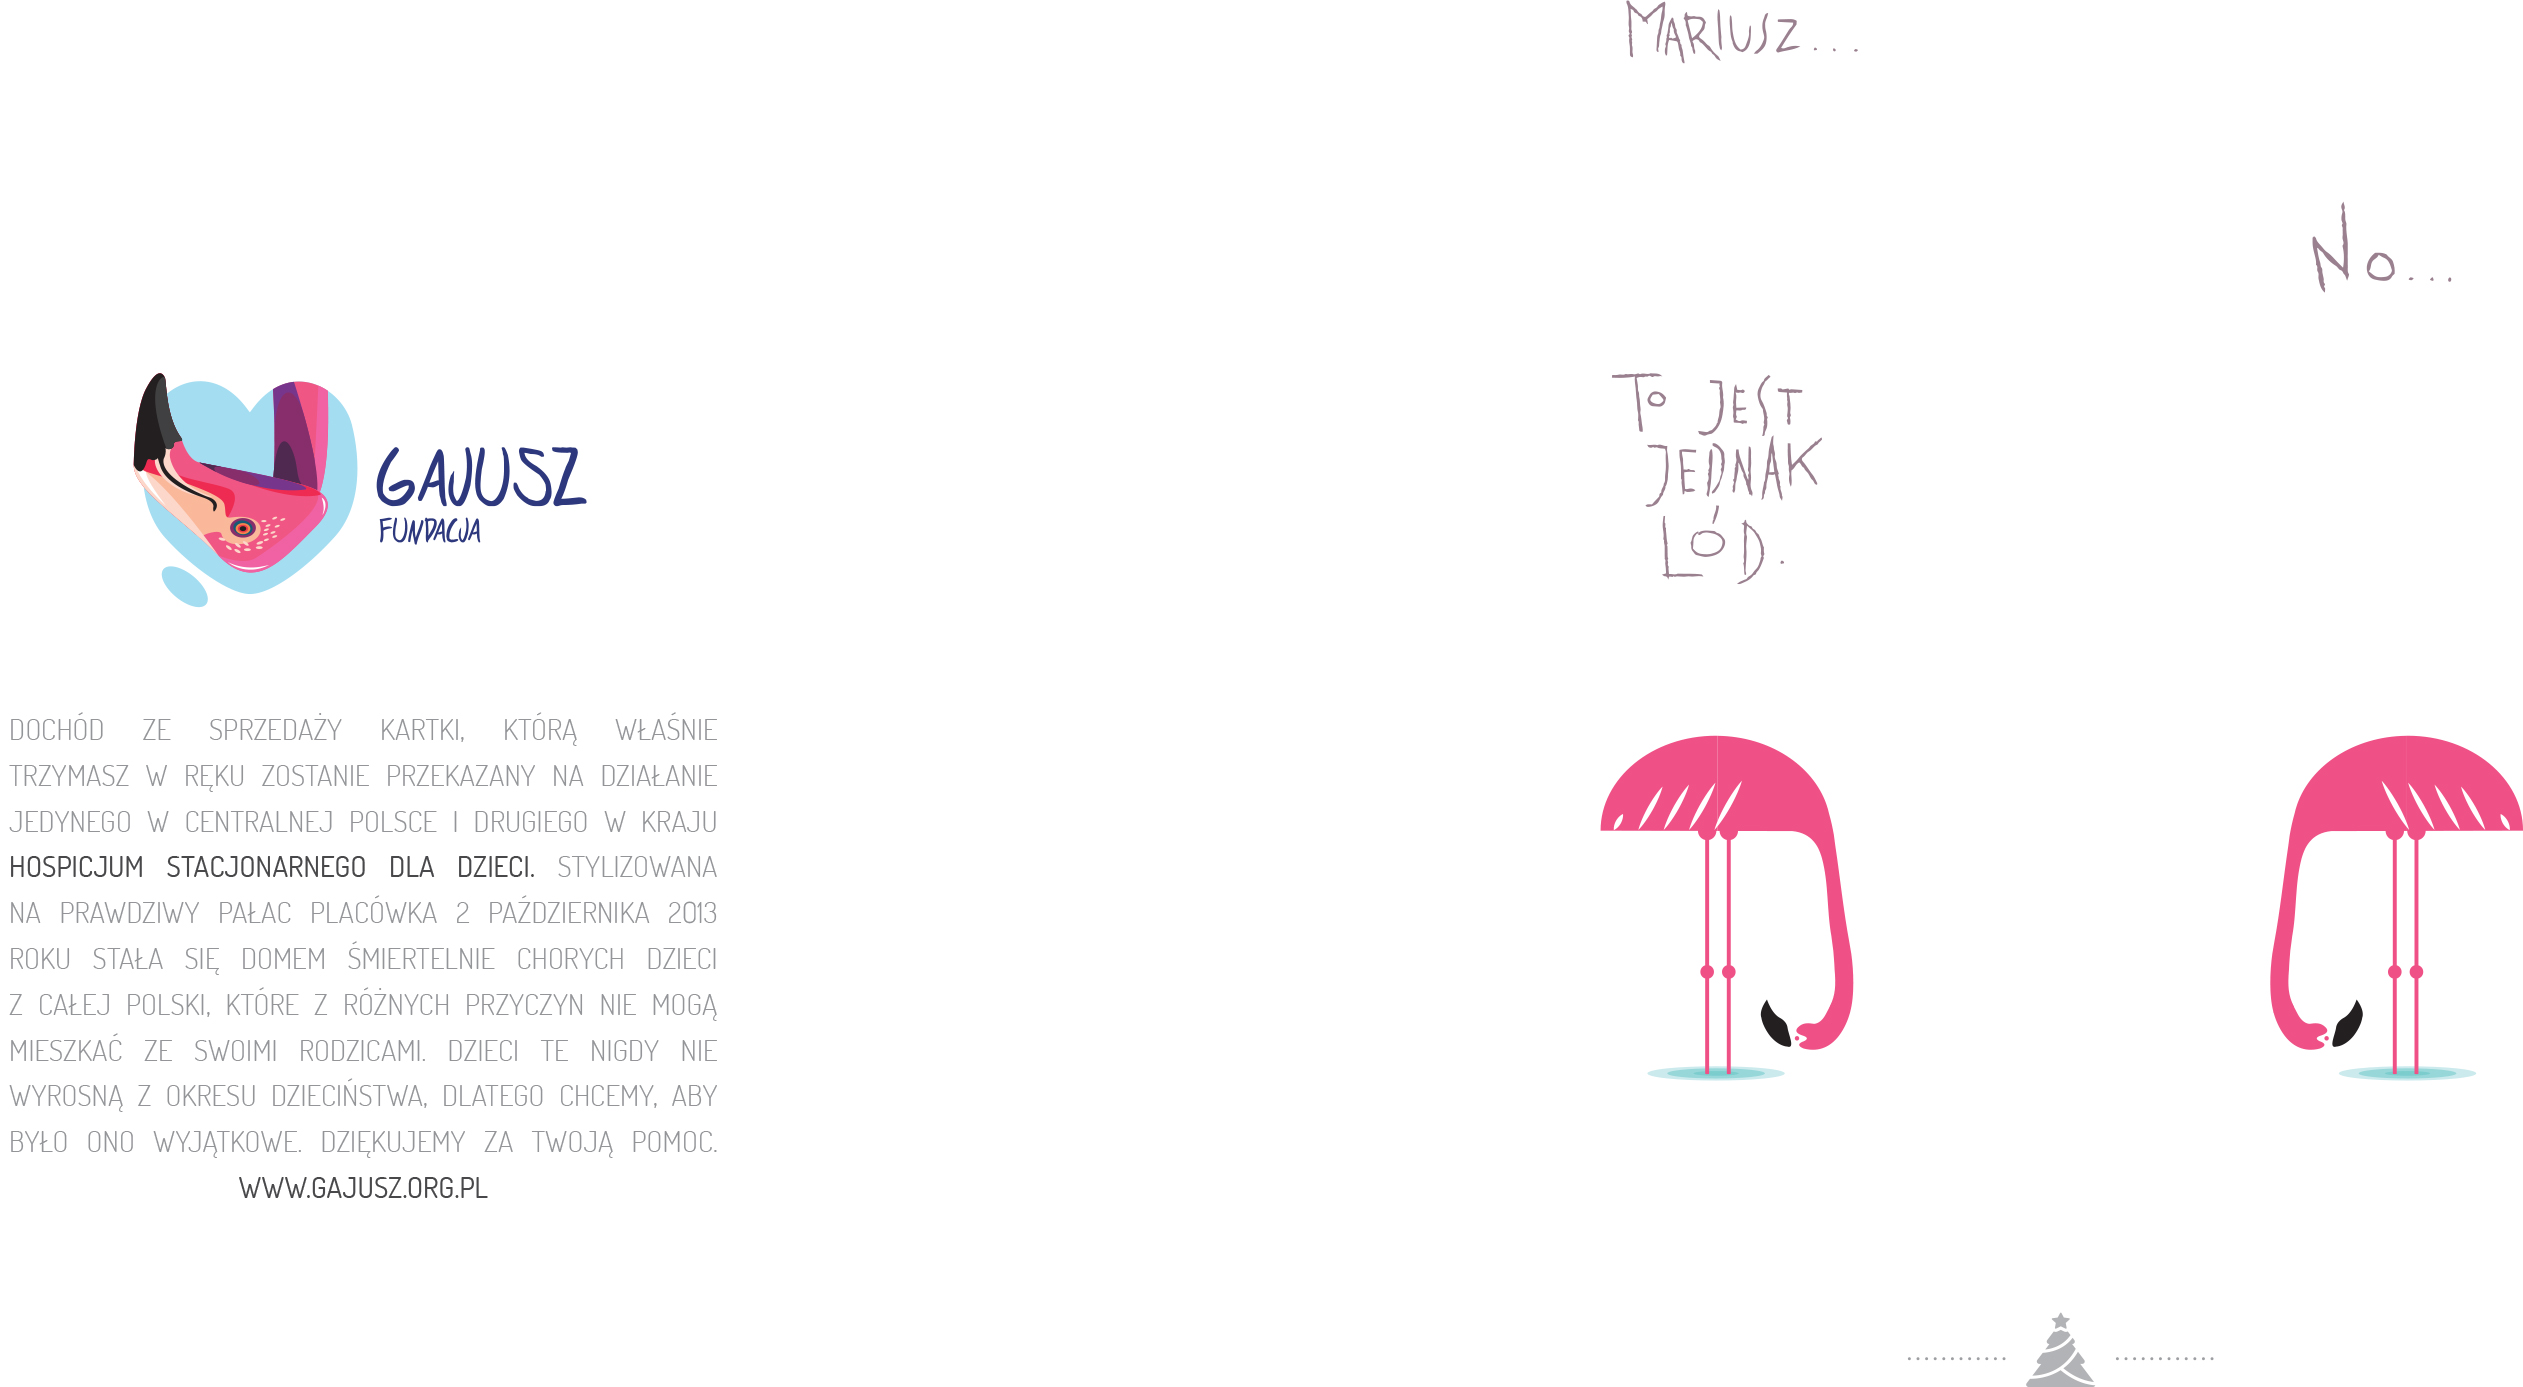 GAJUSZ
FUNDACJA
DOCHÓD ZE SPRZEDAŻY KARTKI, KTÓRĄ WŁAŚNIE
TRZYMASZ W RĘKU ZOSTANIE PRZEKAZANY NA DZIAŁANIE
JEDYNEGO W CENTRALNEJ POLSCE I DRUGIEGO W KRAJU
HOSPICJUM STACJONARNEGO DLA DZIECI. STYLIZOWANA
NA PRAWDZIWY PAŁAC PLACÓWKA 2 PAŹDZIERNIKA 2013
ROKU STAŁA SIĘ DOMEM ŚMIERTELNIE CHORYCH DZIECI
Z CAŁEJ POLSKI, KTÓRE Z RÓŻNYCH PRZYCZYN NIE MOGĄ
MIESZKAĆ ZE SWOIMI RODZICAMI. DZIECI TE NIGDY NIE
WYROSNĄ Z OKRESU DZIECIŃSTWA, DLATEGO CHCEMY, ABY
BYŁO ONO WYJĄTKOWE. DZIĘKUJEMY ZA TWOJĄ POMOC.
WWW.GAJUSZ.ORG.PL
MARIUSZ...
NO...
TO JEST
JEDNAK
LÓD.